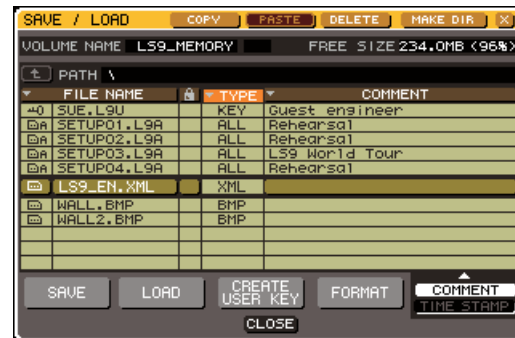 SAVE / LOAD COPY PASTE DELETE MAKE DIR X
VOLUME NAME LS9_MEMORY FREE SIZE 234.0MB (96%)
PATH \
FILE NAME TYPE COMMENT
SUE.L9U KEY Guest engineer
SETUP01.L9A ALL Rehearsal
SETUP02.L9A ALL Rehearsal
SETUP03.L9A ALL LS9 World Tour
SETUP04.L9A ALL Rehearsal
LS9_EN.XML XML
WALL.BMP BMP
WALL2.BMP BMP
SAVE LOAD CREATE USER KEY FORMAT COMMENT
TIME STAMP
CLOSE